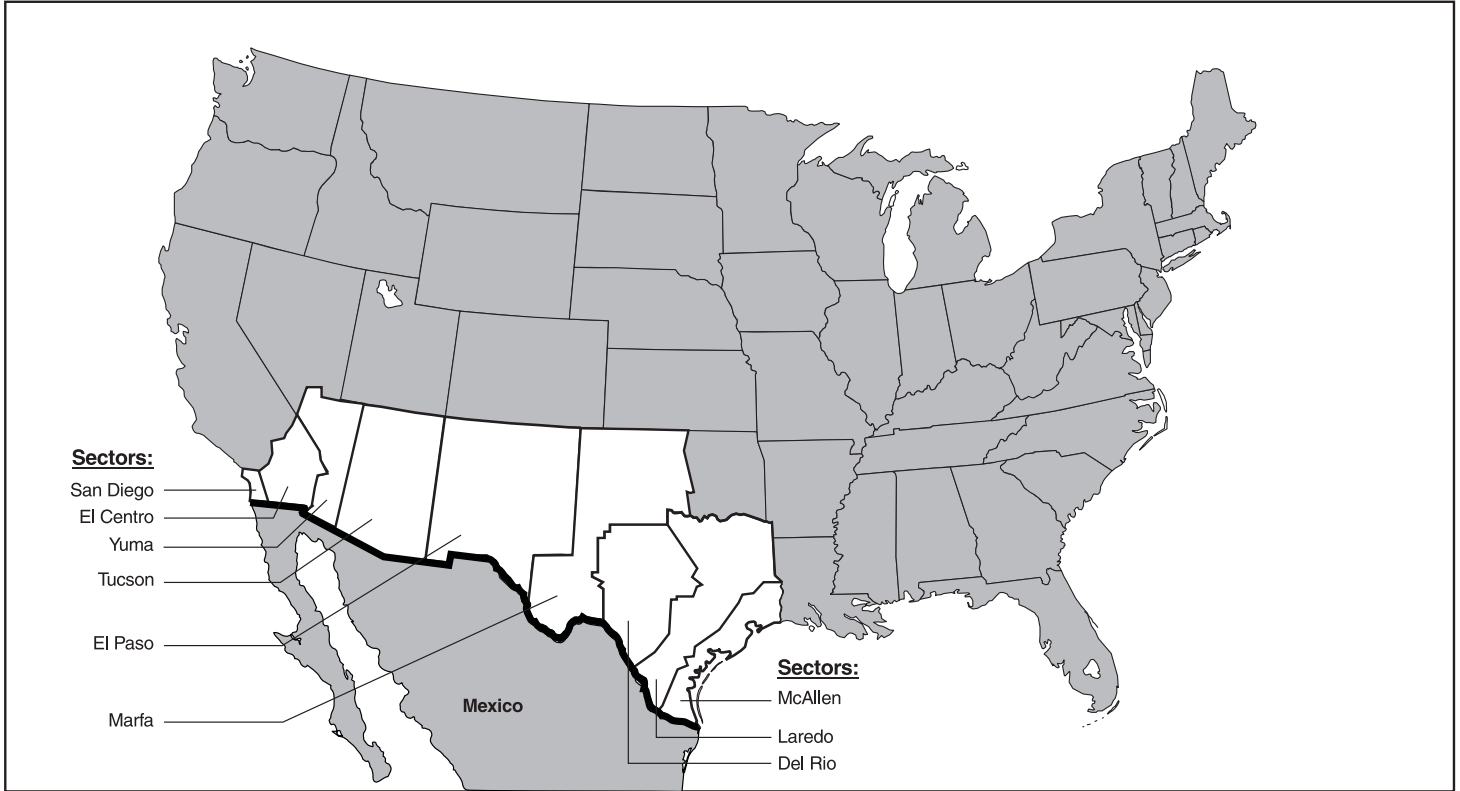 Sectors:
San Diego
El Centro
Yuma
Tucson
El Paso
Marfa
Mexico
Sectors:
McAllen
Laredo
Del Rio